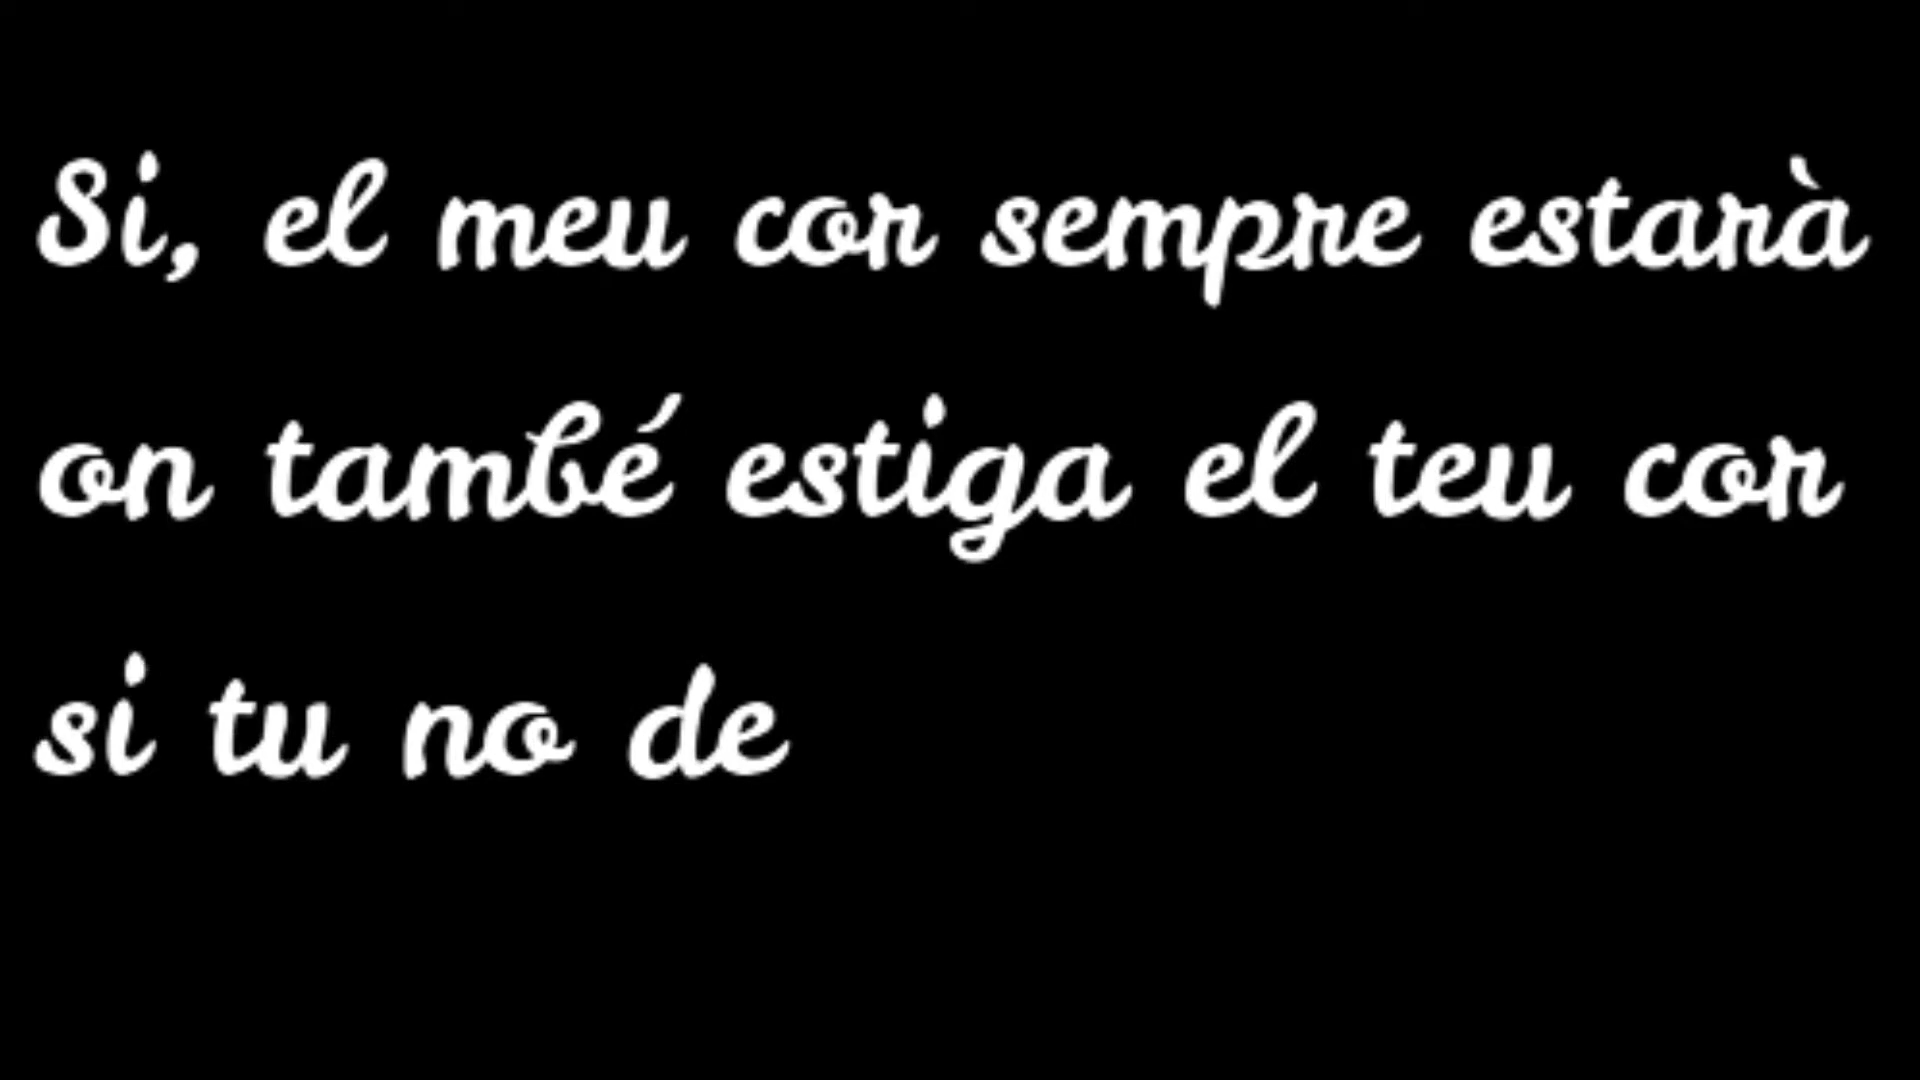 Si, el meu cor sempre estarà
on també estiga el teu cor
si tu no de